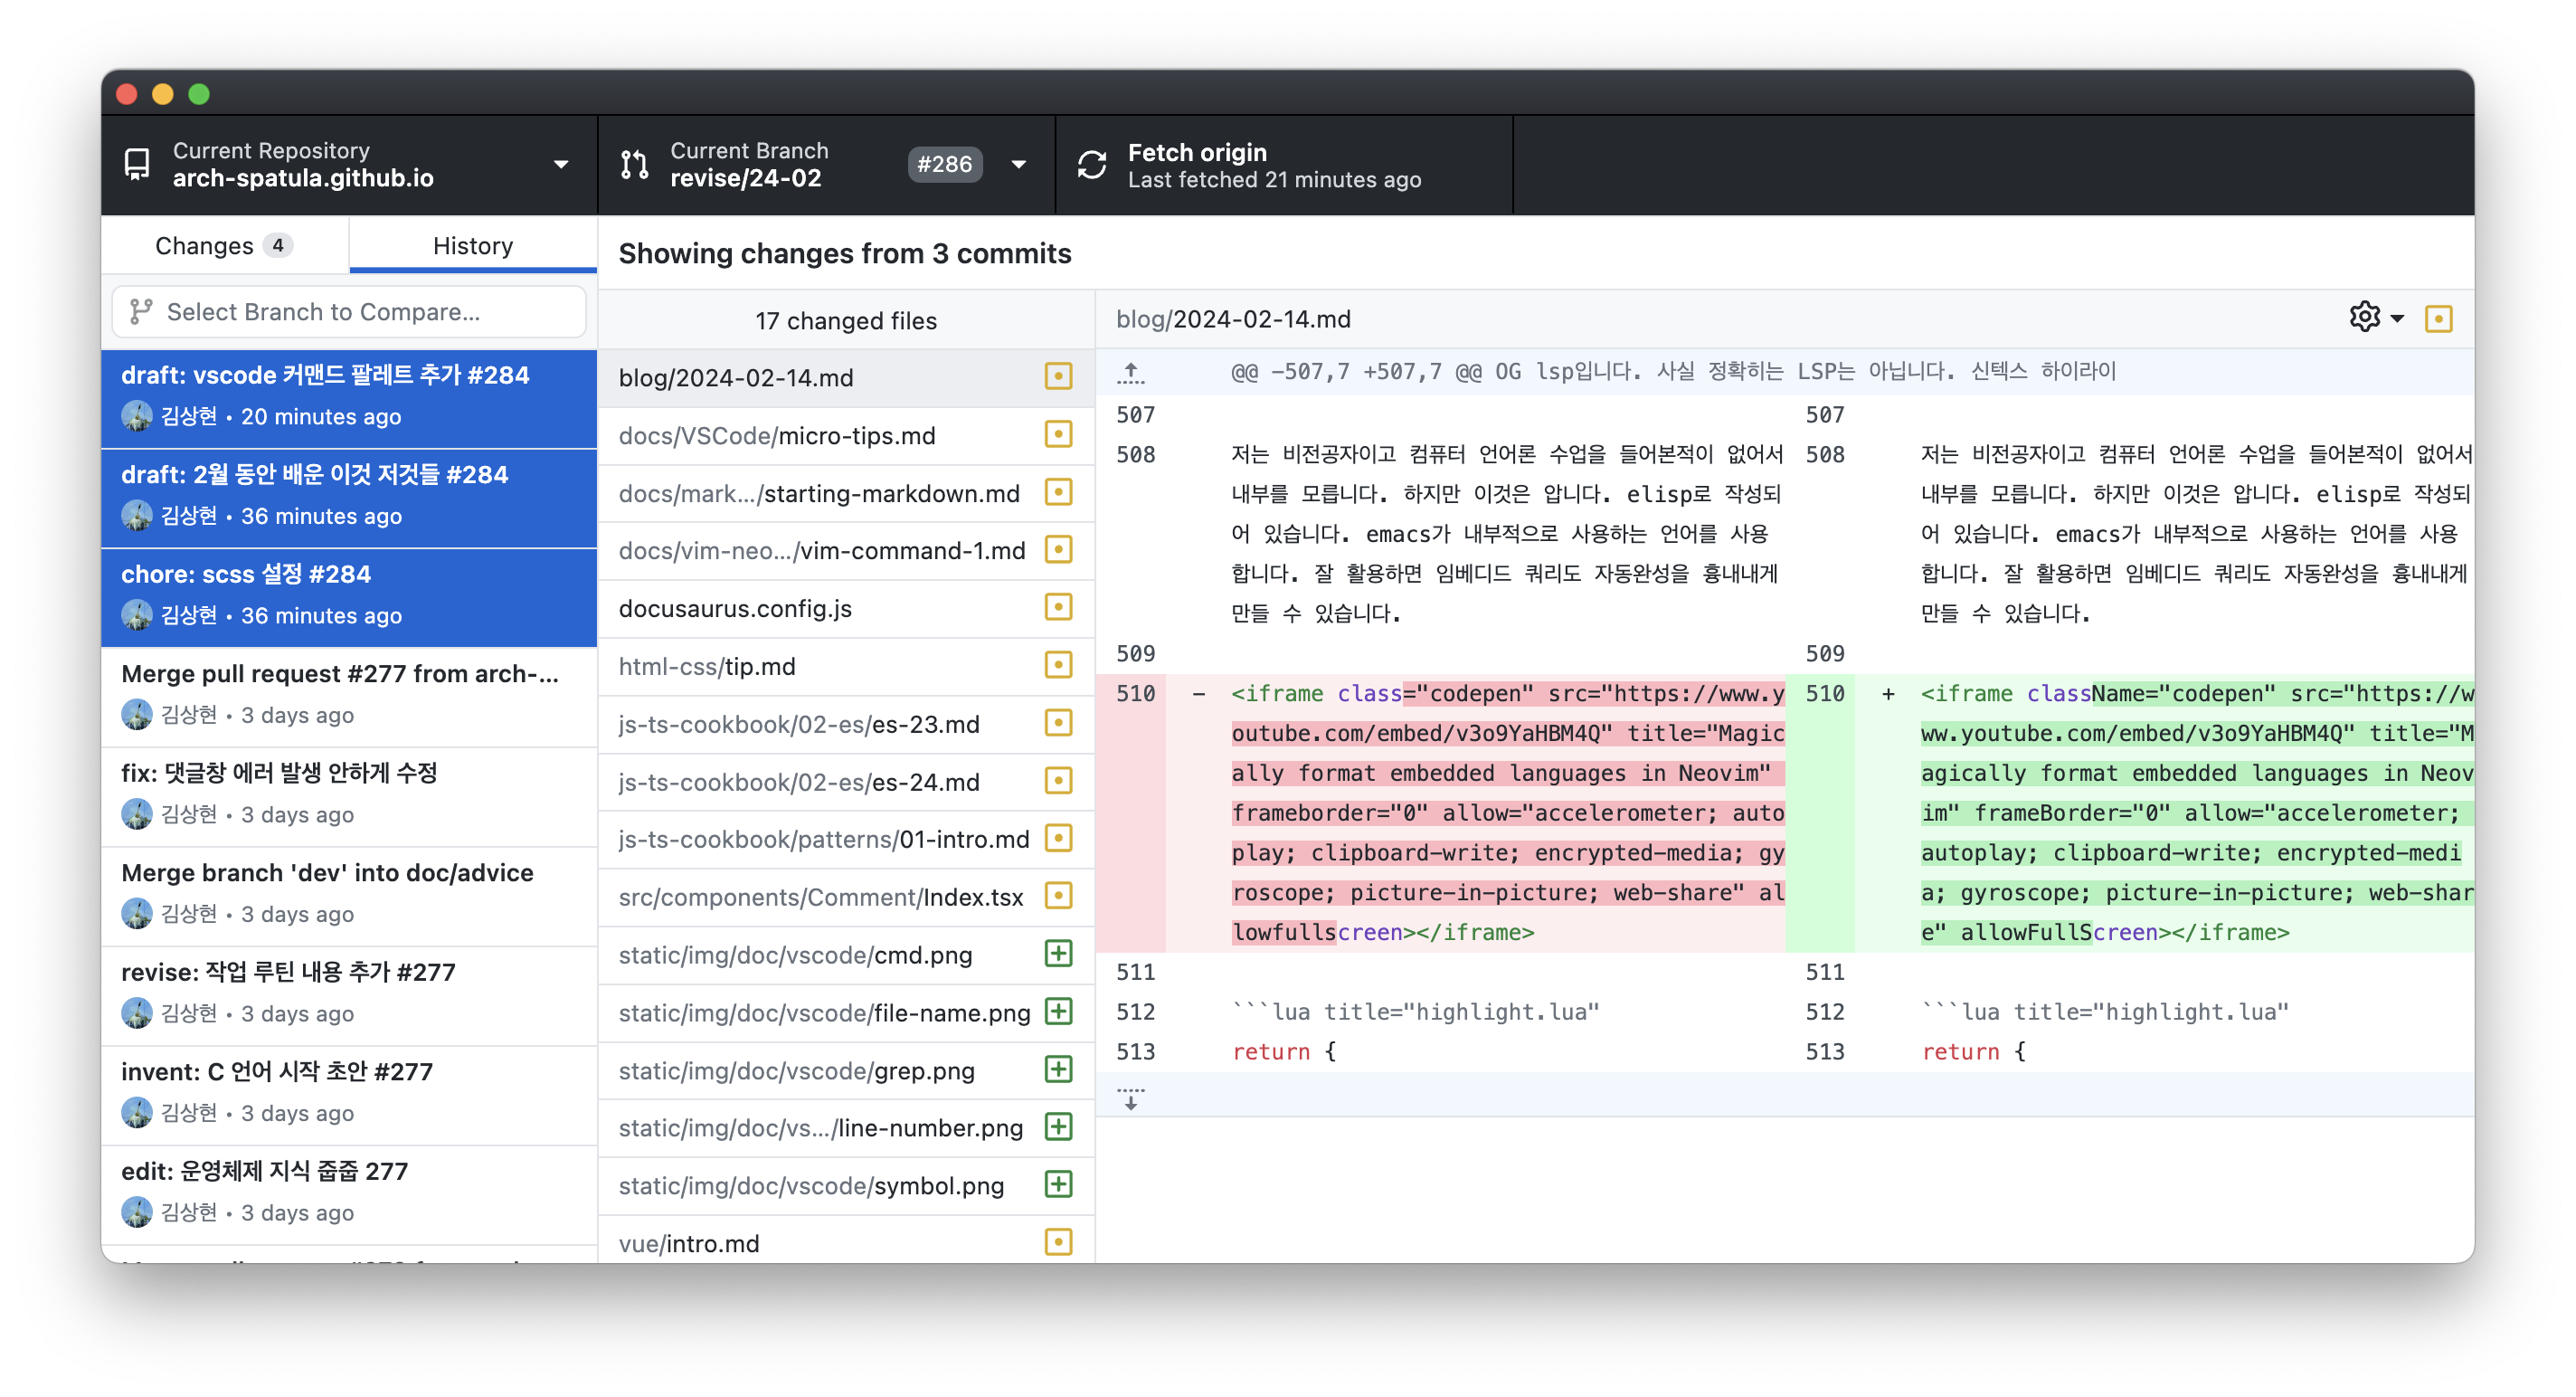 Current Repository
arch-spatula.github.io
Current Branch
revise/24-02
#286
Fetch origin
Last fetched 21 minutes ago
Changes 4
History
Select Branch to Compare...
draft: vscode 커맨드 팔레트 추가 #284
김상현 • 20 minutes ago
draft: 2월 동안 배운 이것 저것들 #284
김상현 • 36 minutes ago
chore: scss 설정 #284
김상현 • 36 minutes ago
Merge pull request #277 from arch-...
김상현 • 3 days ago
fix: 댓글창 에러 발생 안하게 수정
김상현 • 3 days ago
Merge branch 'dev' into doc/advice
김상현 • 3 days ago
revise: 작업 루틴 내용 추가 #277
김상현 • 3 days ago
invent: C 언어 시작 초안 #277
김상현 • 3 days ago
edit: 운영체제 지식 줍줍 277
김상현 • 3 days ago
Showing changes from 3 commits
17 changed files
blog/2024-02-14.md
docs/VSCode/micro-tips.md
docs/mark.../starting-markdown.md
docs/vim-neo.../vim-command-1.md
docusaurus.config.js
html-css/tip.md
js-ts-cookbook/02-es/es-23.md
js-ts-cookbook/02-es/es-24.md
js-ts-cookbook/patterns/01-intro.md
src/components/Comment/Index.tsx
static/img/doc/vscode/cmd.png
static/img/doc/vscode/file-name.png
static/img/doc/vscode/grep.png
static/img/doc/vs.../line-number.png
static/img/doc/vscode/symbol.png
vue/intro.md
blog/2024-02-14.md
@@ -507,7 +507,7 @@ OG lsp입니다. 사실 정확히는 LSP는 아닙니다. 신텍스 하이라이
507
508 저는 비전공자이고 컴퓨터 언어론 수업을 들어본적이 없어서
내부를 모릅니다. 하지만 이것은 압니다. elisp로 작성되
어 있습니다. emacs가 내부적으로 사용하는 언어를 사용
합니다. 잘 활용하면 임베디드 쿼리도 자동완성을 흉내내게
만들 수 있습니다.
509
510 - <iframe class="codepen" src="https://www.y
outube.com/embed/v3o9YaHBM4Q" title="Magic
ally format embedded languages in Neovim"
frameborder="0" allow="accelerometer; auto
play; clipboard-write; encrypted-media; gy
roscope; picture-in-picture; web-share" al
lowfullscreen></iframe>
511
512 ```lua title="highlight.lua"
513 return {
507
508 저는 비전공자이고 컴퓨터 언어론 수업을 들어본적이 없어서
내부를 모릅니다. 하지만 이것은 압니다. elisp로 작성되
어 있습니다. emacs가 내부적으로 사용하는 언어를 사용
합니다. 잘 활용하면 임베디드 쿼리도 자동완성을 흉내내게
만들 수 있습니다.
509
510 + <iframe className="codepen" src="https://w
ww.youtube.com/embed/v3o9YaHBM4Q" title="M
agically format embedded languages in Neov
im" frameBorder="0" allow="accelerometer;
autoplay; clipboard-write; encrypted-medi
a; gyroscope; picture-in-picture; web-shar
e" allowFullScreen></iframe>
511
512 ```lua title="highlight.lua"
513 return {